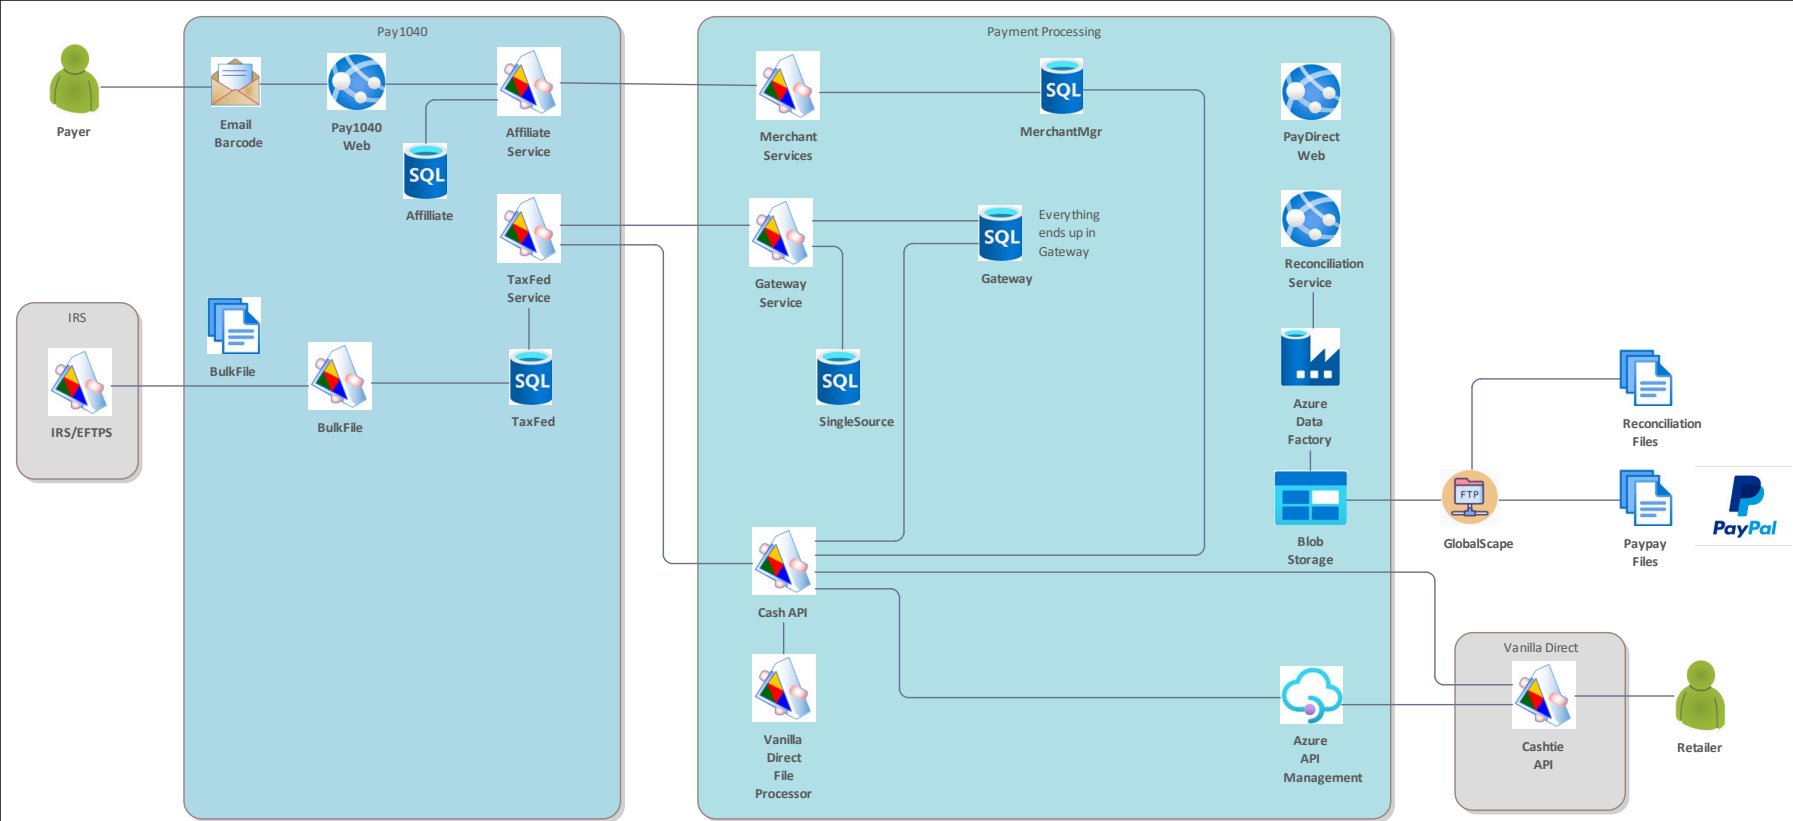 Pay1040
Payment Processing
Payer
Email
Barcode
Pay1040
Web
Affiliate
Service
SQL
Affilliate
Merchant
Services
SQL
MerchantMgr
PayDirect
Web
TaxFed
Service
Gateway
Service
SQL
Gateway
Everything
ends up in
Gateway
Reconciliation
Service
IRS
IRS/EFTPS
BulkFile
BulkFile
SQL
TaxFed
SQL
SingleSource
Azure
Data
Factory
Reconciliation
Files
Blob
Storage
FTP
GlobalScape
Paypay
Files
PayPal
Cash API
Vanilla
Direct
File
Processor
Azure
API
Management
Vanilla Direct
Cashtie
API
Retailer